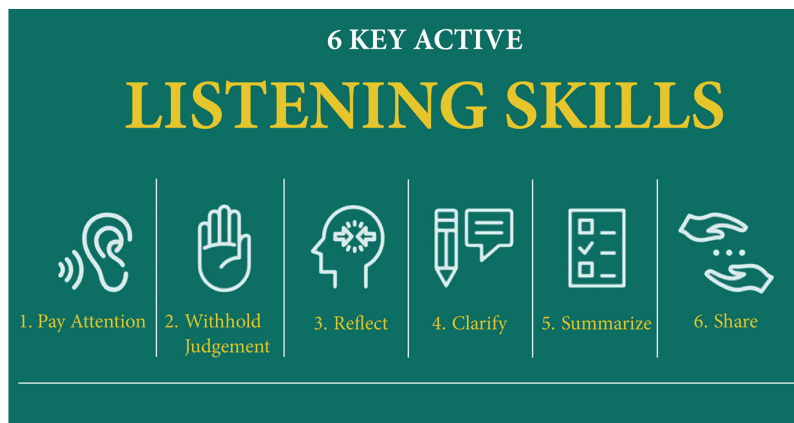 6 KEY ACTIVE
LISTENING SKILLS
1. Pay Attention
2. Withhold
Judgement
3. Reflect
4. Clarify
5. Summarize
6. Share